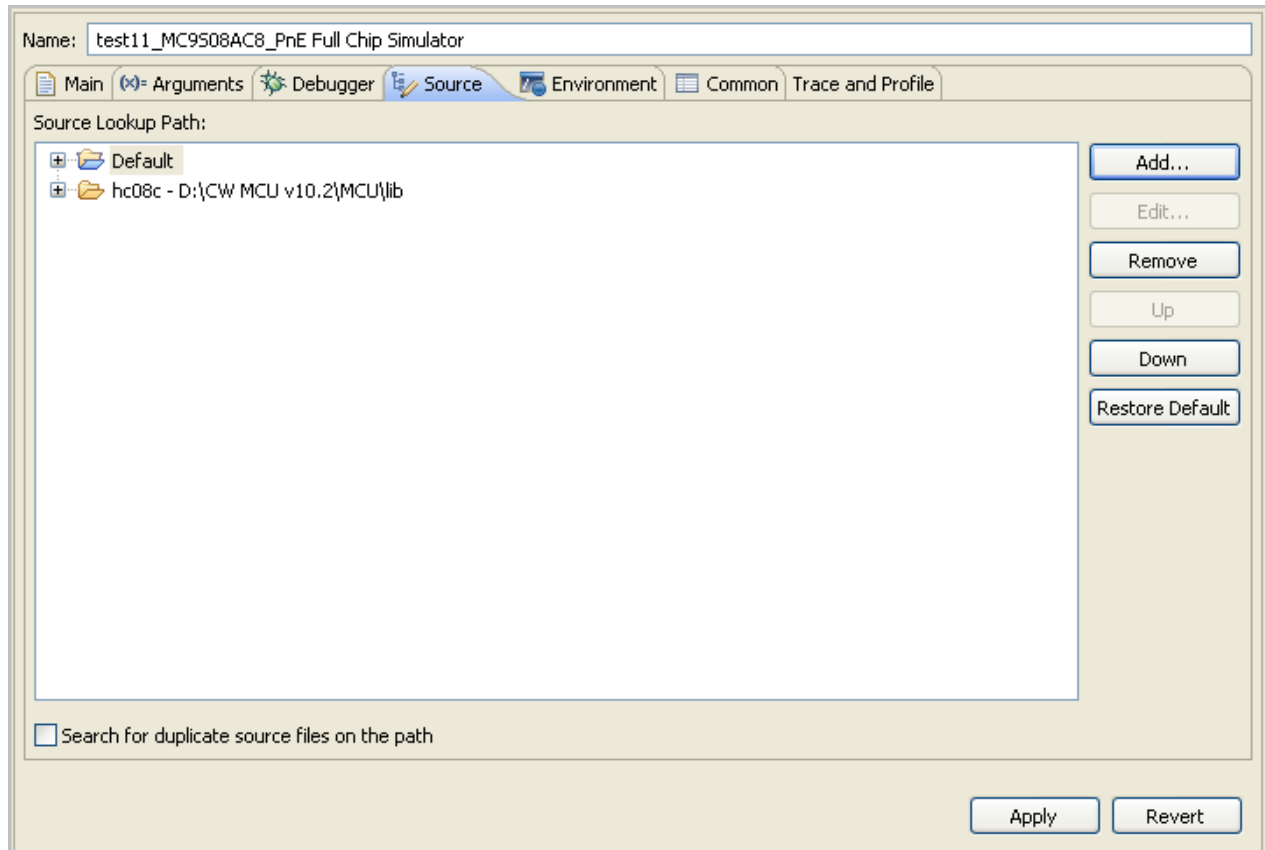 Name: test11_MC9S08AC8_PnE Full Chip Simulator
Main (x)= Arguments Debugger Source Environment Common Trace and Profile
Source Lookup Path:
Default
hc08c - D:\CW MCU v10.2\MCU\lib
Add...
Edit...
Remove
Up
Down
Restore Default
Search for duplicate source files on the path
Apply Revert